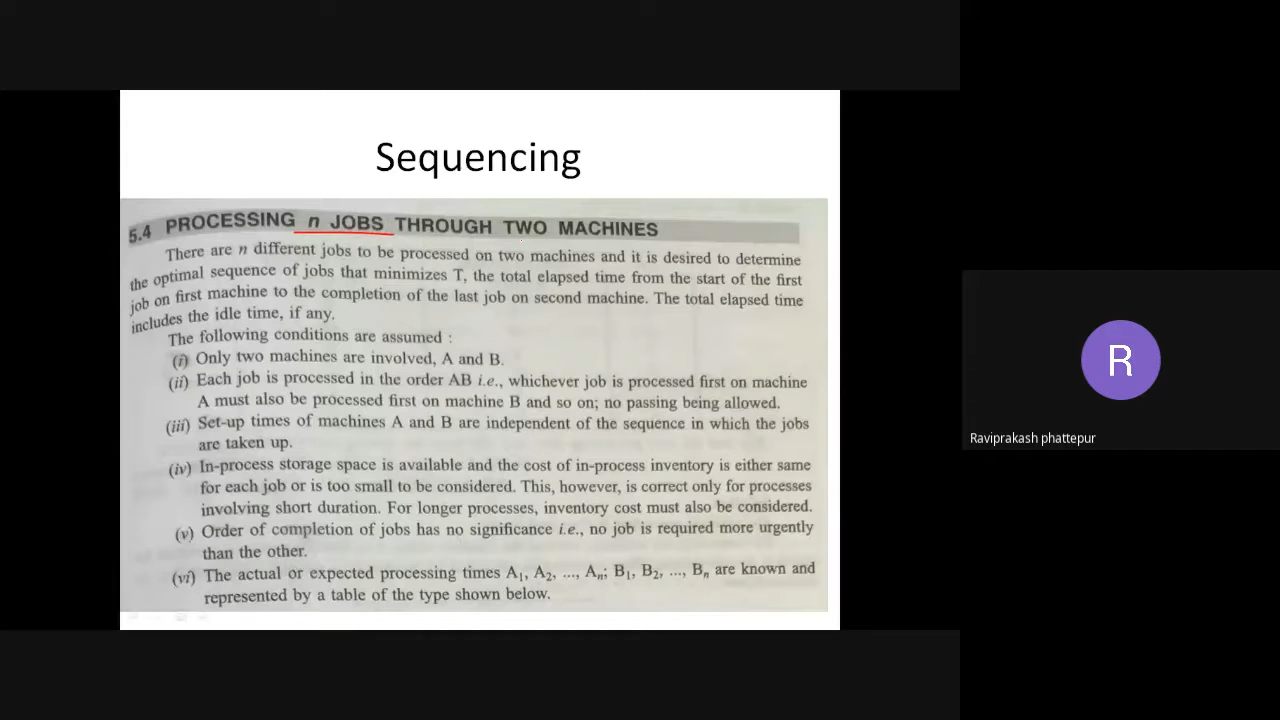 Sequencing
5.4 PROCESSING n JOBS THROUGH TWO MACHINES
There are n different jobs to be processed on two machines and it is desired to determine
the optimal sequence of jobs that minimizes T, the total elapsed time from the start of the first
job on first machine to the completion of the last job on second machine. The total elapsed time
includes the idle time, if any.
The following conditions are assumed :
(i) Only two machines are involved, A and B.
(ii) Each job is processed in the order AB i.e., whichever job is processed first on machine
A must also be processed first on machine B and so on; no passing being allowed.
(iii) Set-up times of machines A and B are independent of the sequence in which the jobs
are taken up.
(iv) In-process storage space is available and the cost of in-process inventory is either same
for each job or is too small to be considered. This, however, is correct only for processes
involving short duration. For longer processes, inventory cost must also be considered.
(v) Order of completion of jobs has no significance i.e., no job is required more urgently
than the other.
(vi) The actual or expected processing times A₁, A₂, ..., Aₙ; B₁, B₂, ..., Bₙ are known and
represented by a table of the type shown below.
R
Raviprakash phattepur